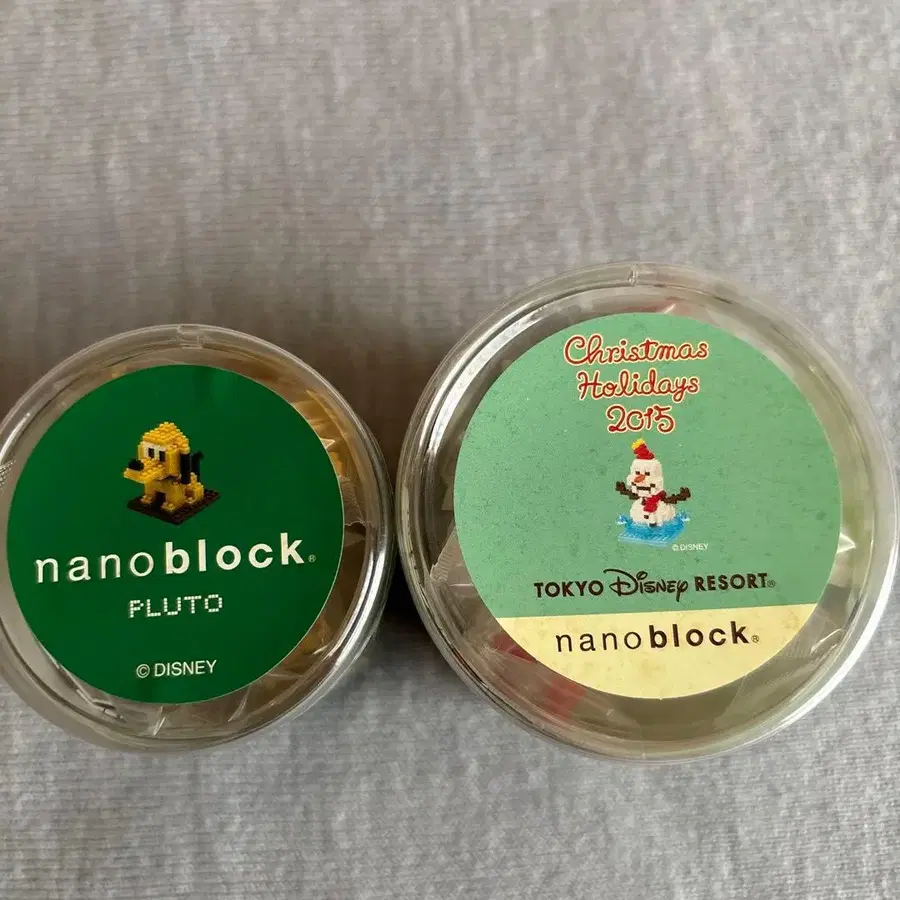 nanoblock®
PLUTO
© DISNEY
Christmas
Holidays
2015
© DISNEY
TOKYO Disney RESORT®
nanoblock®